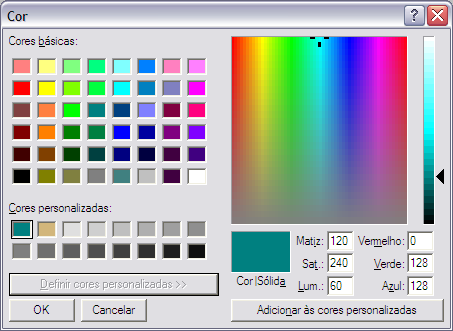 Cor
Cores básicas:
Cores personalizadas:
Definir cores personalizadas >>
OK
Cancelar
Cor|Sólida
Matiz: 120
Sat.: 240
Lum.: 60
Vermelho: 0
Verde: 128
Azul: 128
Adicionar às cores personalizadas